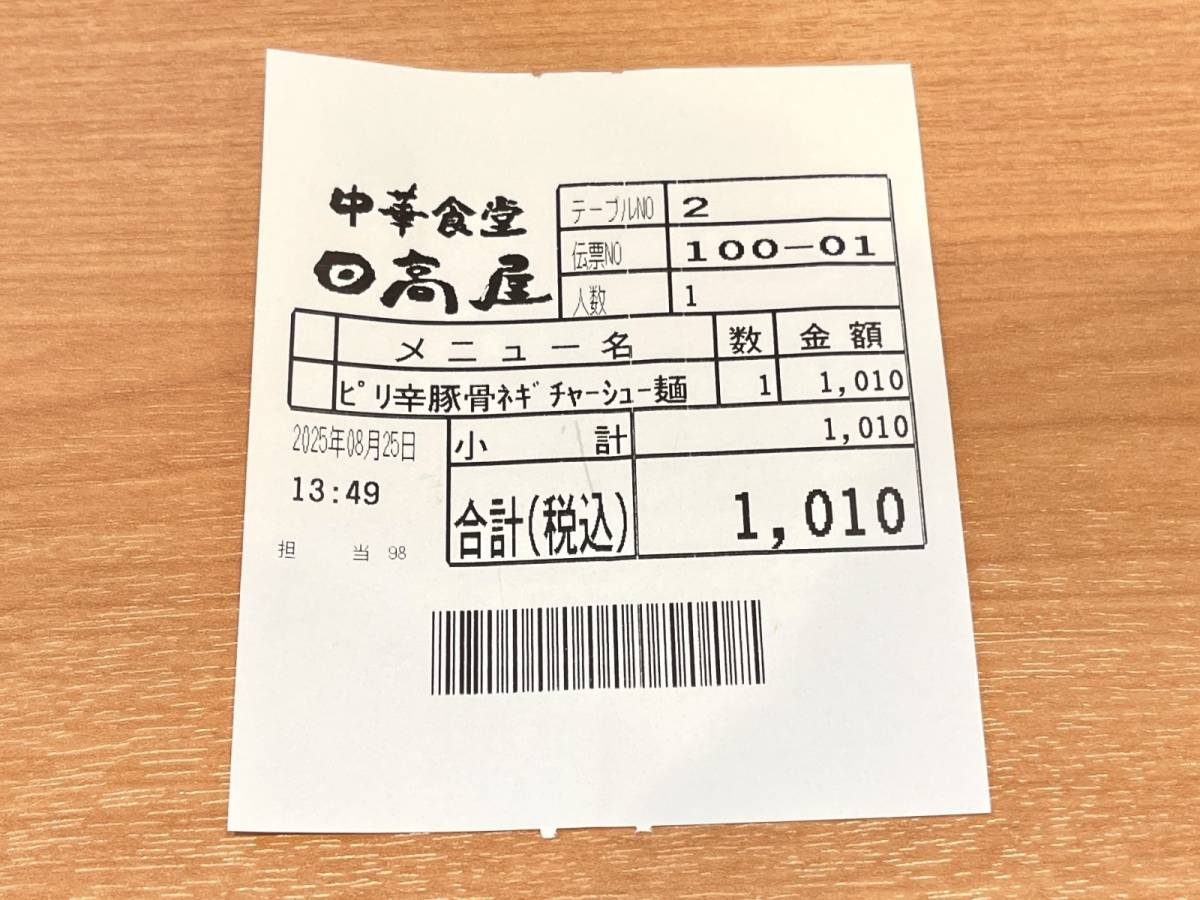 中華食堂
日高屋
テーブルNO 2
伝票NO 100-01
人数 1
メニュー名 数 金額
ピリ辛豚骨ネギチャーシュー麺 1 1,010
小計 1,010
合計(税込) 1,010
2025年08月25日
13:49
担当 98